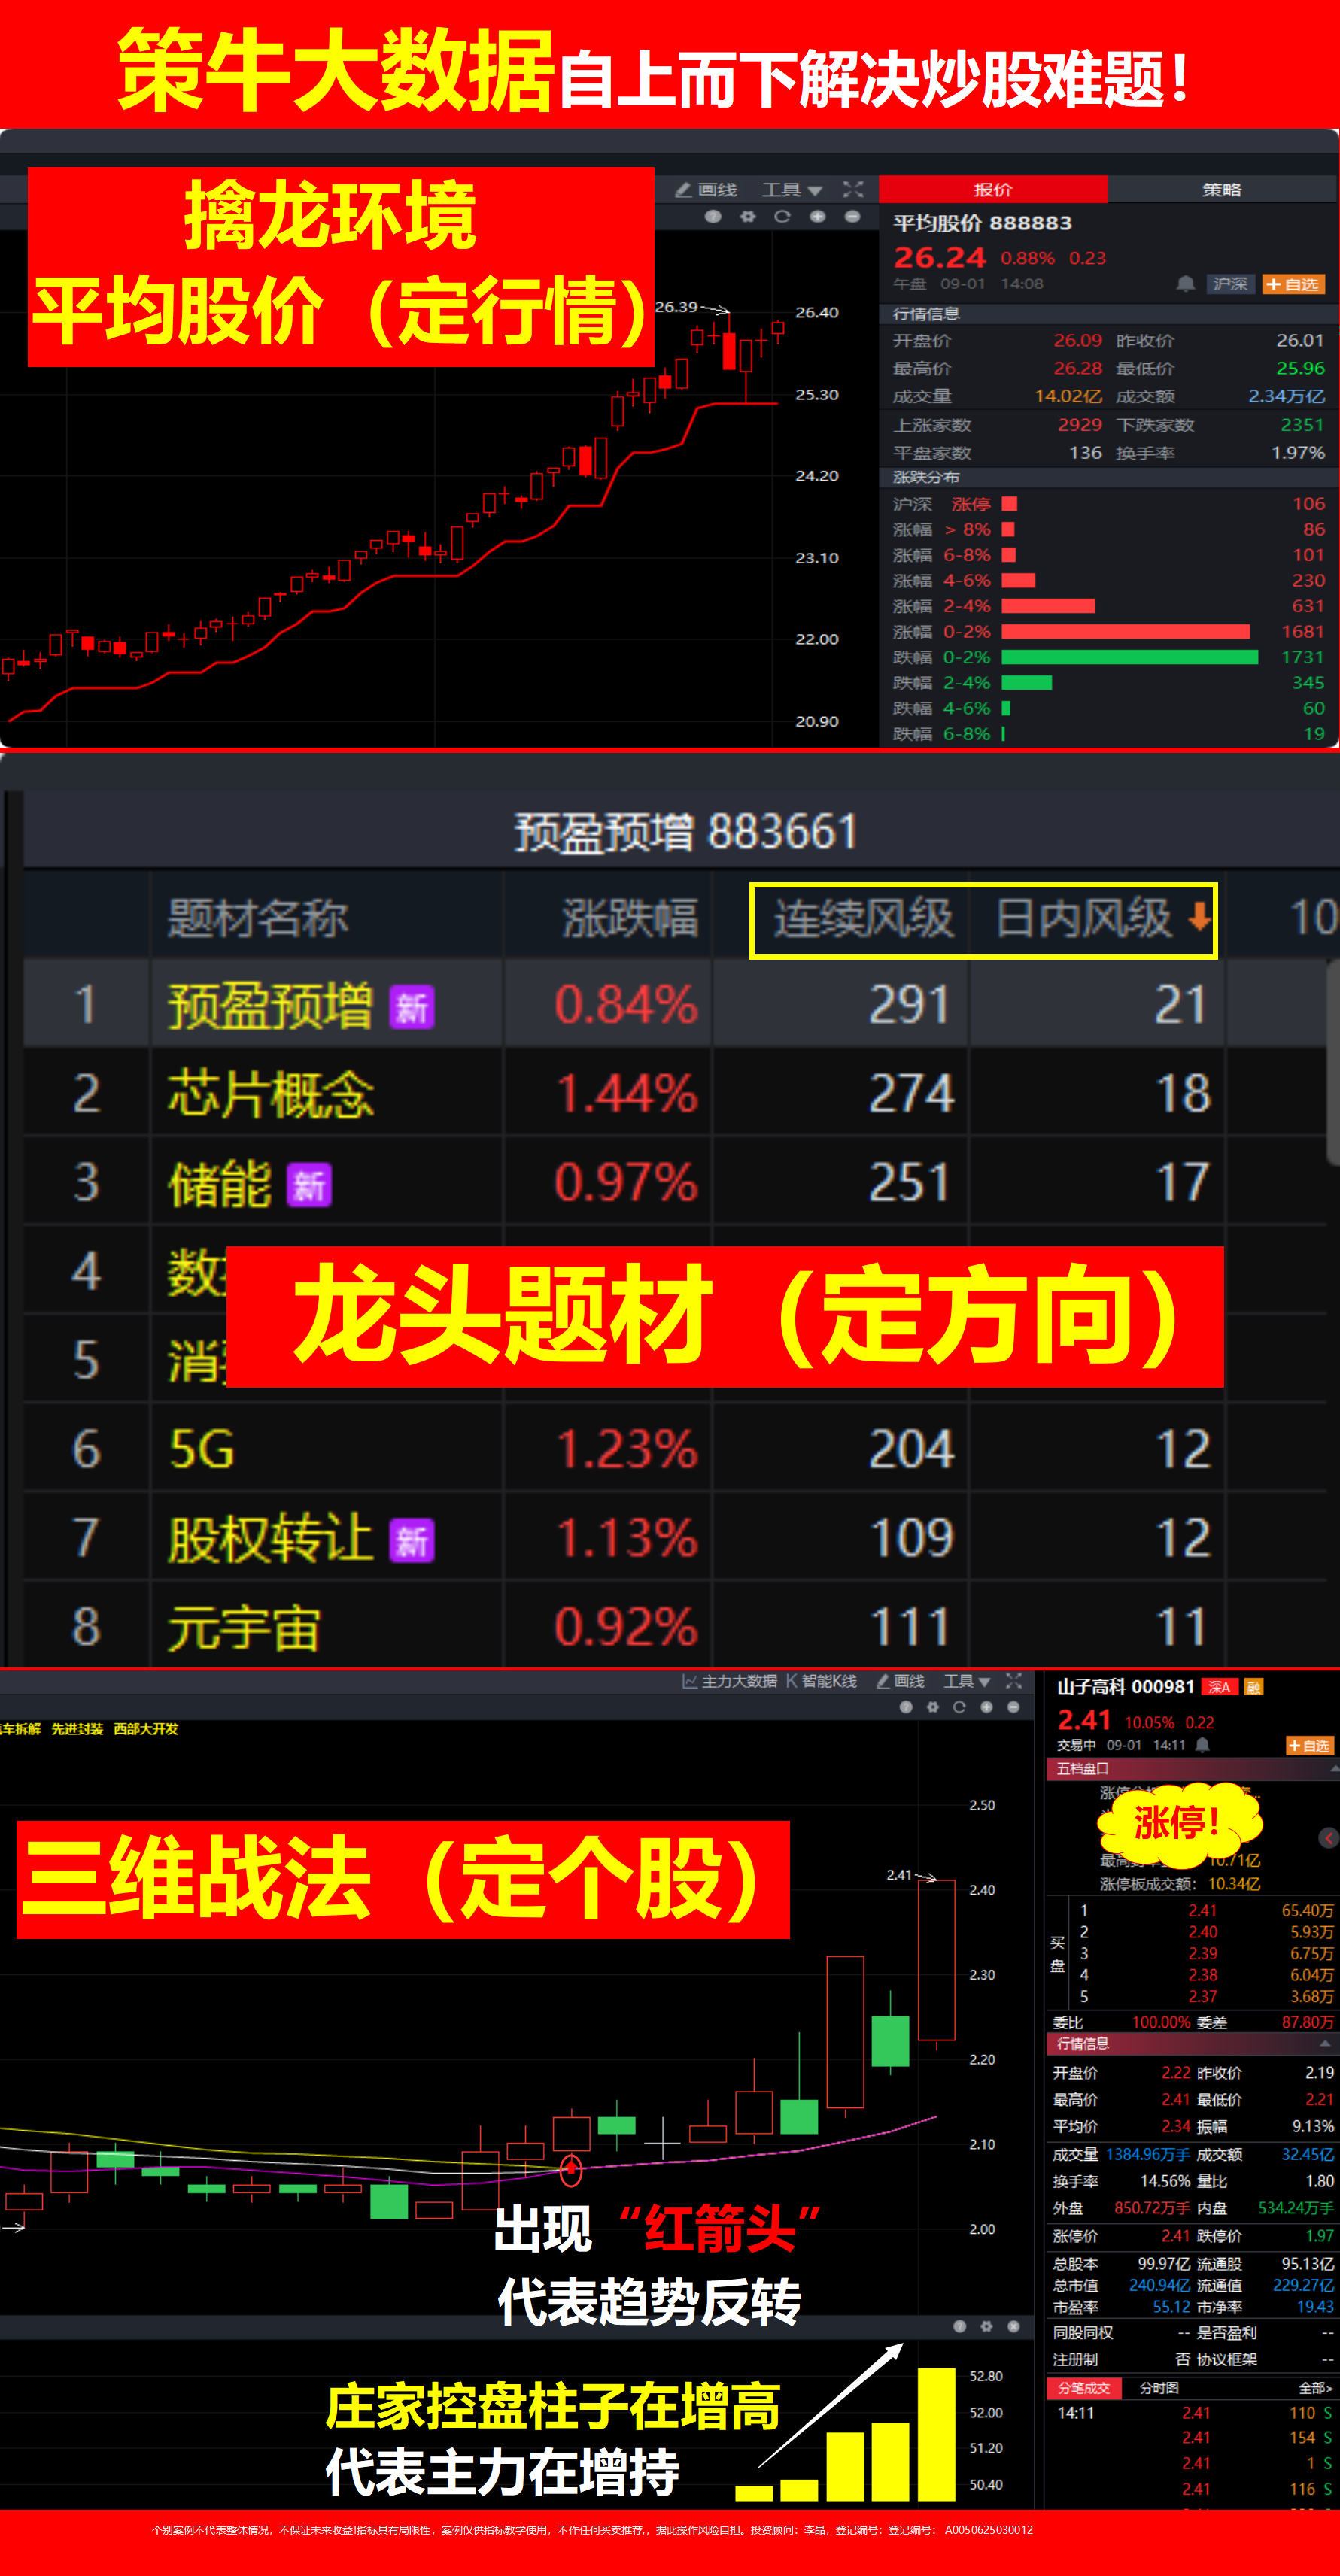 策牛大数据自上而下解决炒股难题！
擒龙环境
平均股价（定行情）
画线 工具
报价 策略
平均股价 888883
26.24 0.88% 0.23
午盘 09-01 14:08 沪深 +自选
行情信息
开盘价 26.09 昨收价 26.01
最高价 26.28 最低价 25.96
成交量 14.02亿 成交额 2.34万亿
上涨家数 2929 下跌家数 2351
平盘家数 136 换手率 1.97%
涨跌分布
沪深 涨停 106
涨幅 > 8% 86
涨幅 6-8% 101
涨幅 4-6% 230
涨幅 2-4% 631
涨幅 0-2% 1681
跌幅 0-2% 1731
跌幅 2-4% 345
跌幅 4-6% 60
跌幅 6-8% 19
26.39
26.40
25.30
24.20
23.10
22.00
20.90
预盈预增 883661
题材名称 涨跌幅 连续风级 日内风级 10
1 预盈预增 新 0.84% 291 21
2 芯片概念 1.44% 274 18
3 储能 新 0.97% 251 17
4 数
龙头题材（定方向）
5 消
6 5G 1.23% 204 12
7 股权转让 新 1.13% 109 12
8 元宇宙 0.92% 111 11
主力大数据 K 智能K线 画线 工具
车拆解 先进封装 西部大开发
三维战法（定个股）
2.41
2.50
2.40
2.30
2.20
2.10
2.00
出现“红箭头”
代表趋势反转
庄家控盘柱子在增高
代表主力在增持
52.80
52.00
51.20
50.40
山子高科 000981 深A 融
2.41 10.05% 0.22
交易中 09-01 14:11 +自选
五档盘口
涨停
涨停！
最高 10.71亿
涨停板成交额： 10.34亿
买盘
1 2.41 65.40万
2 2.40 5.93万
3 2.39 6.75万
4 2.38 6.04万
5 2.37 3.68万
委比 100.00% 委差 87.80万
行情信息
开盘价 2.22 昨收价 2.19
最高价 2.41 最低价 2.21
平均价 2.34 振幅 9.13%
成交量 1384.96万手 成交额 32.45亿
换手率 14.56% 量比 1.80
外盘 850.72万手 内盘 534.24万手
涨停价 2.41 跌停价 1.97
总股本 99.97亿 流通股 95.13亿
总市值 240.94亿 流通值 229.27亿
市盈率 55.12 市净率 19.43
同股同权 -- 是否盈利 --
注册制 否 协议框架 --
分笔成交 分时图 全部>
14:11 2.41 110 S
2.41 154 S
2.41 1 S
2.41 116 S
个别案例不代表整体情况，不保证未来收益!指标具有局限性，案例仅供指标教学使用，不作任何买卖推荐,，据此操作风险自担。投资顾问：李晶，登记编号：登记编号： A0050625030012